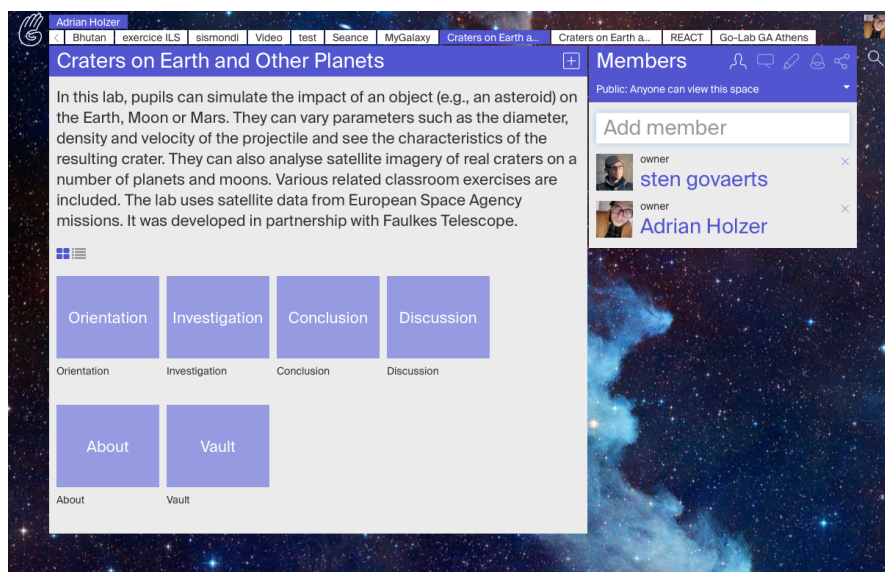 Adrian Holzer
Bhutan exercice ILS sismondi Video test Seance MyGalaxy Craters on Earth a... Craters on Earth a... REACT Go-Lab GA Athens
Craters on Earth and Other Planets
In this lab, pupils can simulate the impact of an object (e.g., an asteroid) on
the Earth, Moon or Mars. They can vary parameters such as the diameter,
density and velocity of the projectile and see the characteristics of the
resulting crater. They can also analyse satellite imagery of real craters on a
number of planets and moons. Various related classroom exercises are
included. The lab uses satellite data from European Space Agency
missions. It was developed in partnership with Faulkes Telescope.
Orientation Investigation Conclusion Discussion
Orientation Investigation Conclusion Discussion
About Vault
About Vault
Members
Public: Anyone can view this space
Add member
owner
sten govaerts
owner
Adrian Holzer